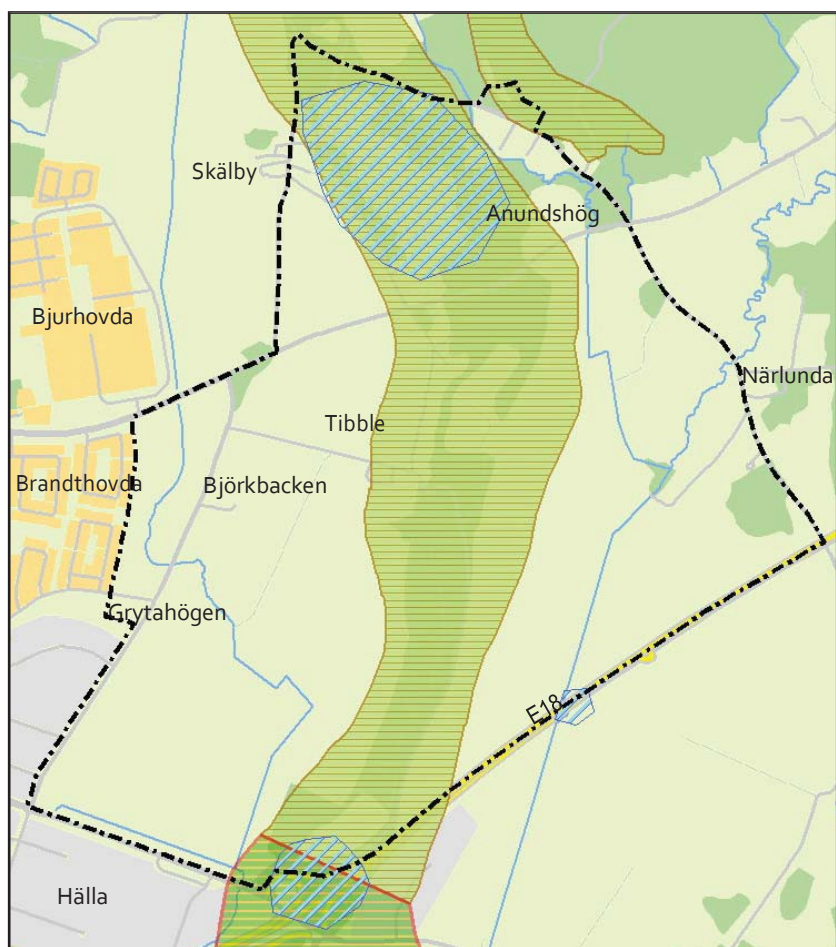 Skälby
Anundshög
Bjurhovda
Närlunda
Tibble
Brandthovda
Björkbacken
Grytahögen
E18
Hälla